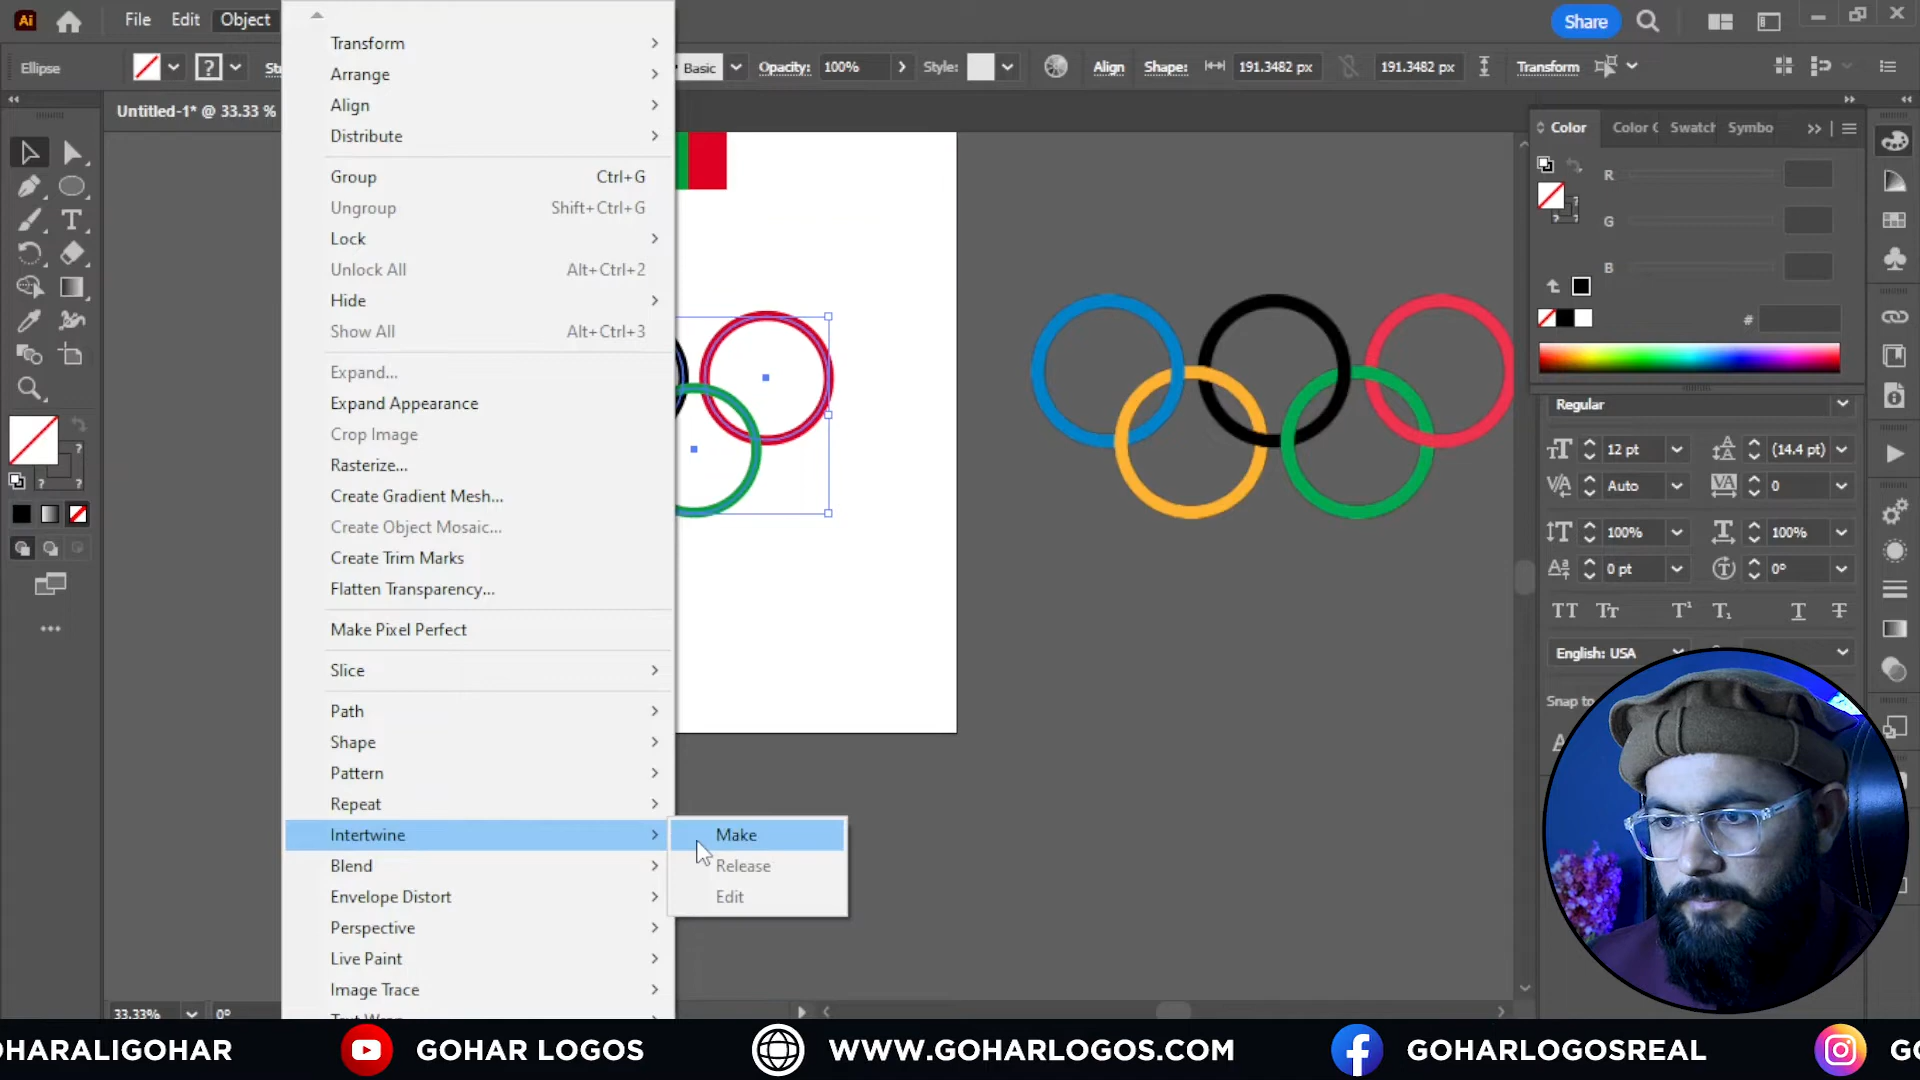 Ai File Edit Object Share
Ellipse Basic Opacity: 100% Style: Align Shape: 191.3482 px 191.3482 px Transform
Untitled-1* @ 33.33 %
Transform
Arrange
Align
Distribute
Group Ctrl+G
Ungroup Shift+Ctrl+G
Lock
Unlock All Alt+Ctrl+2
Hide
Show All Alt+Ctrl+3
Expand...
Expand Appearance
Crop Image
Rasterize...
Create Gradient Mesh...
Create Object Mosaic...
Create Trim Marks
Flatten Transparency...
Make Pixel Perfect
Slice
Path
Shape
Pattern
Repeat
Intertwine
Blend
Envelope Distort
Perspective
Live Paint
Image Trace
Make
Release
Edit
Color Color Swatch Symbo
R
G
B
#
Regular
12 pt (14.4 pt)
Auto 0
100% 100%
0 pt 0°
English: USA
Snap to
33.33% 0°
OHARALIGOHAR GOHAR LOGOS WWW.GOHARLOGOS.COM GOHARLOGOSREAL GO